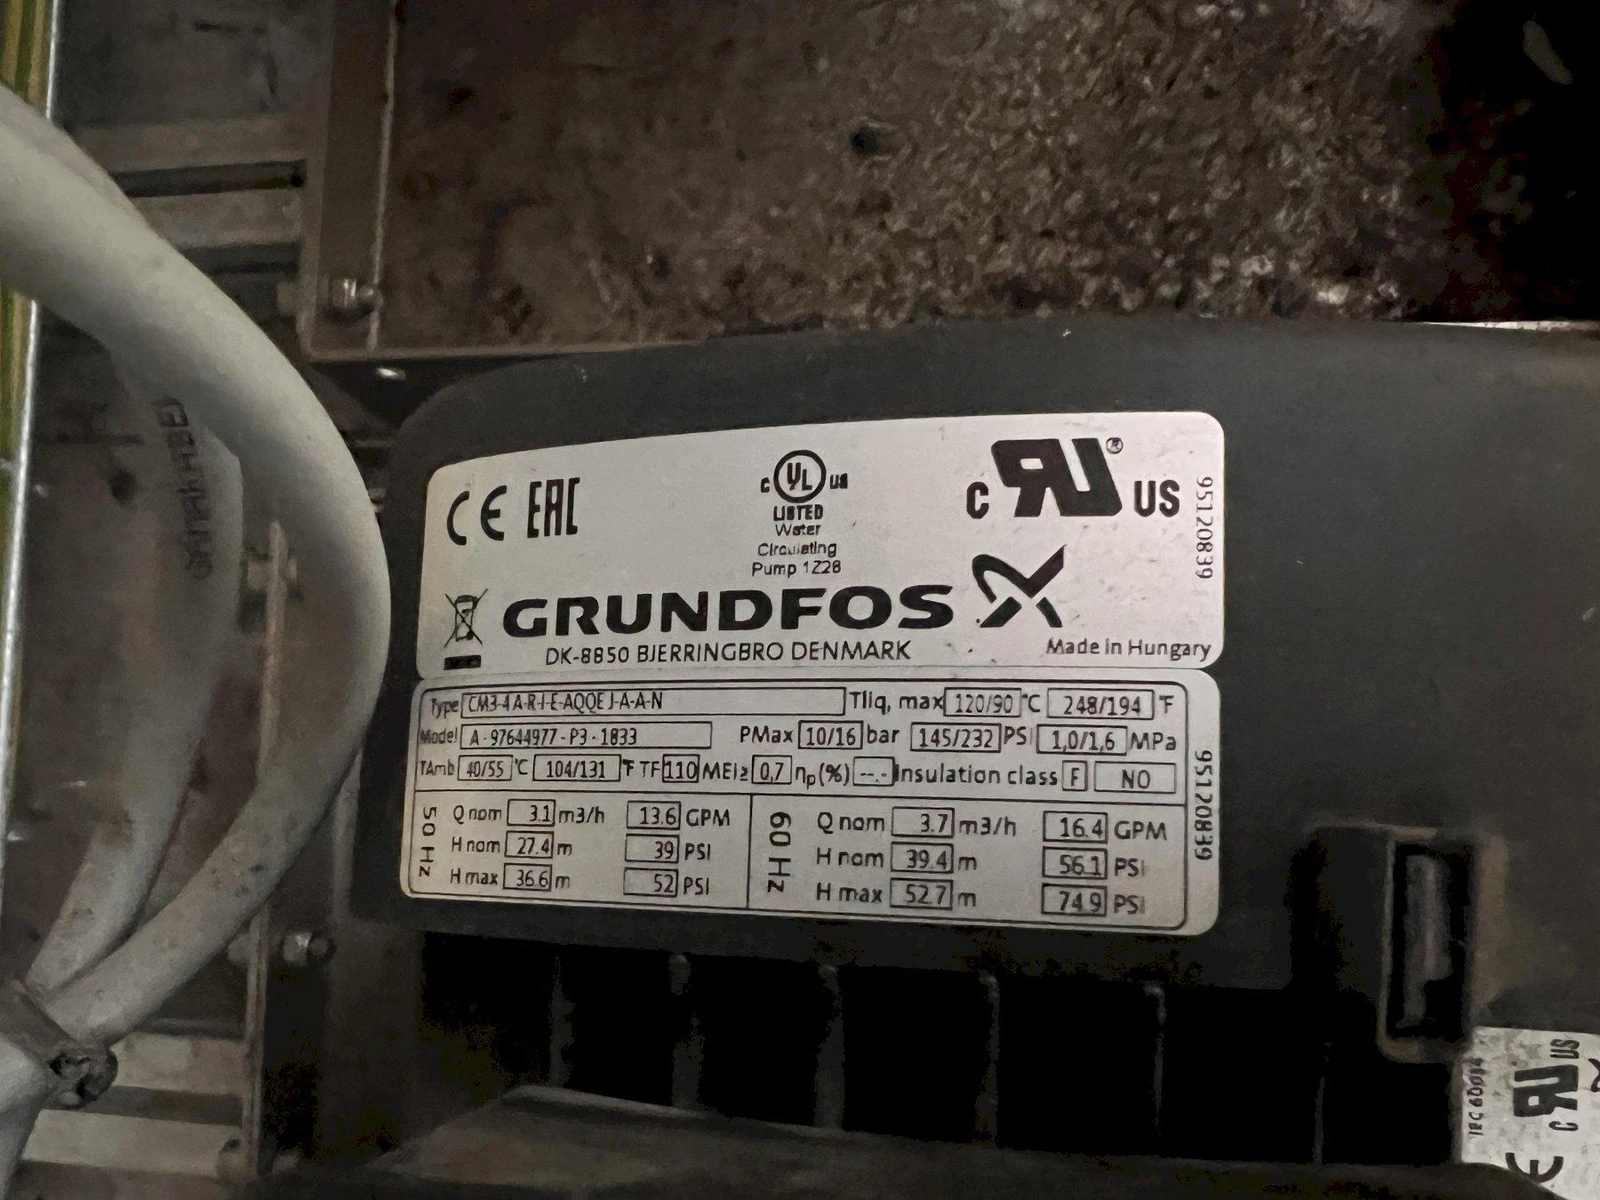 CE EAC
c UL us
LISTED
Water
Circulating
Pump 1Z28
c RU ® US
95120839
GRUNDFOS
DK-8850 BJERRINGBRO DENMARK
Made in Hungary
Type CM3-4 A-R-I-E-AQQE J-A-A-N Tliq, max 120/90 °C 248/194 °F
Model A - 97644977 - P3 - 1833 PMax 10/16 bar 145/232 PSI 1,0/1,6 MPa
TAmb 40/55 °C 104/131 °F TF 110 MEI≥ 0,7 ηp(%) --.- Insulation class F NO
50 Hz
Q nom 3.1 m3/h 13.6 GPM
H nom 27.4 m 39 PSI
H max 36.6 m 52 PSI
60 Hz
Q nom 3.7 m3/h 16.4 GPM
H nom 39.4 m 56.1 PSI
H max 52.7 m 74.9 PSI
95120839
c RU US
CE